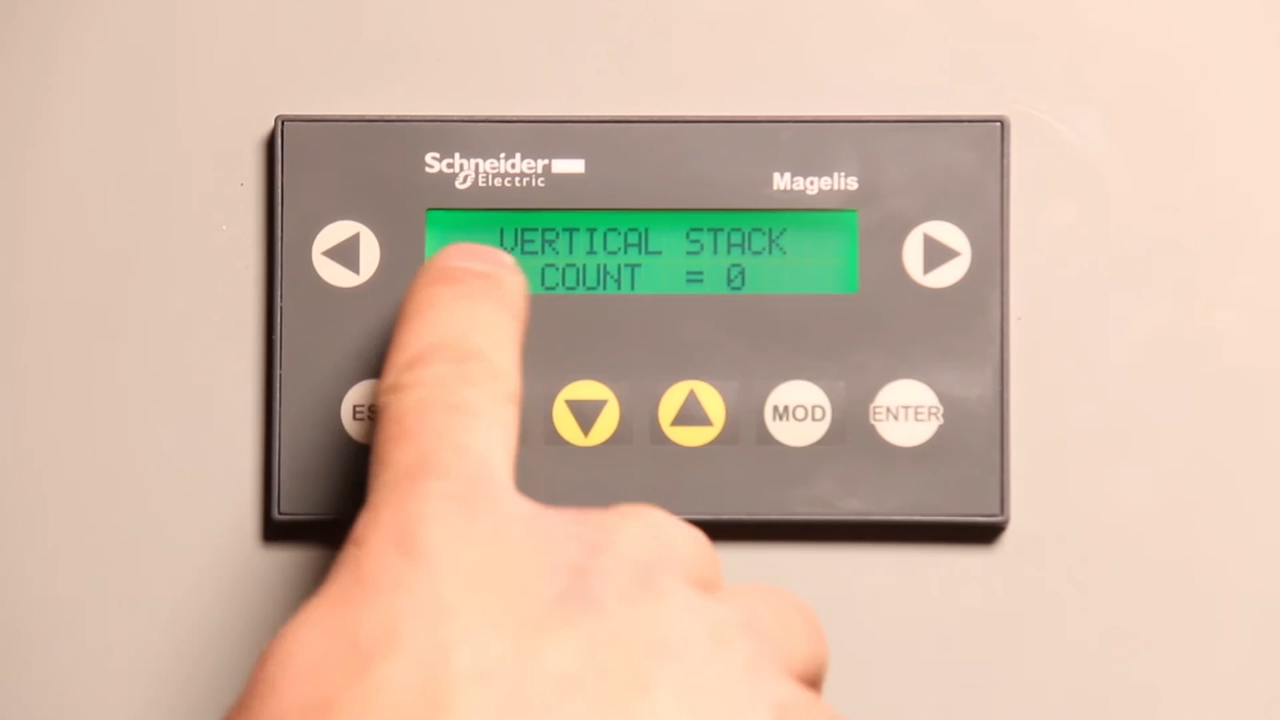 Schneider
Electric
Magelis
VERTICAL STACK
COUNT = 0
MOD
ENTER